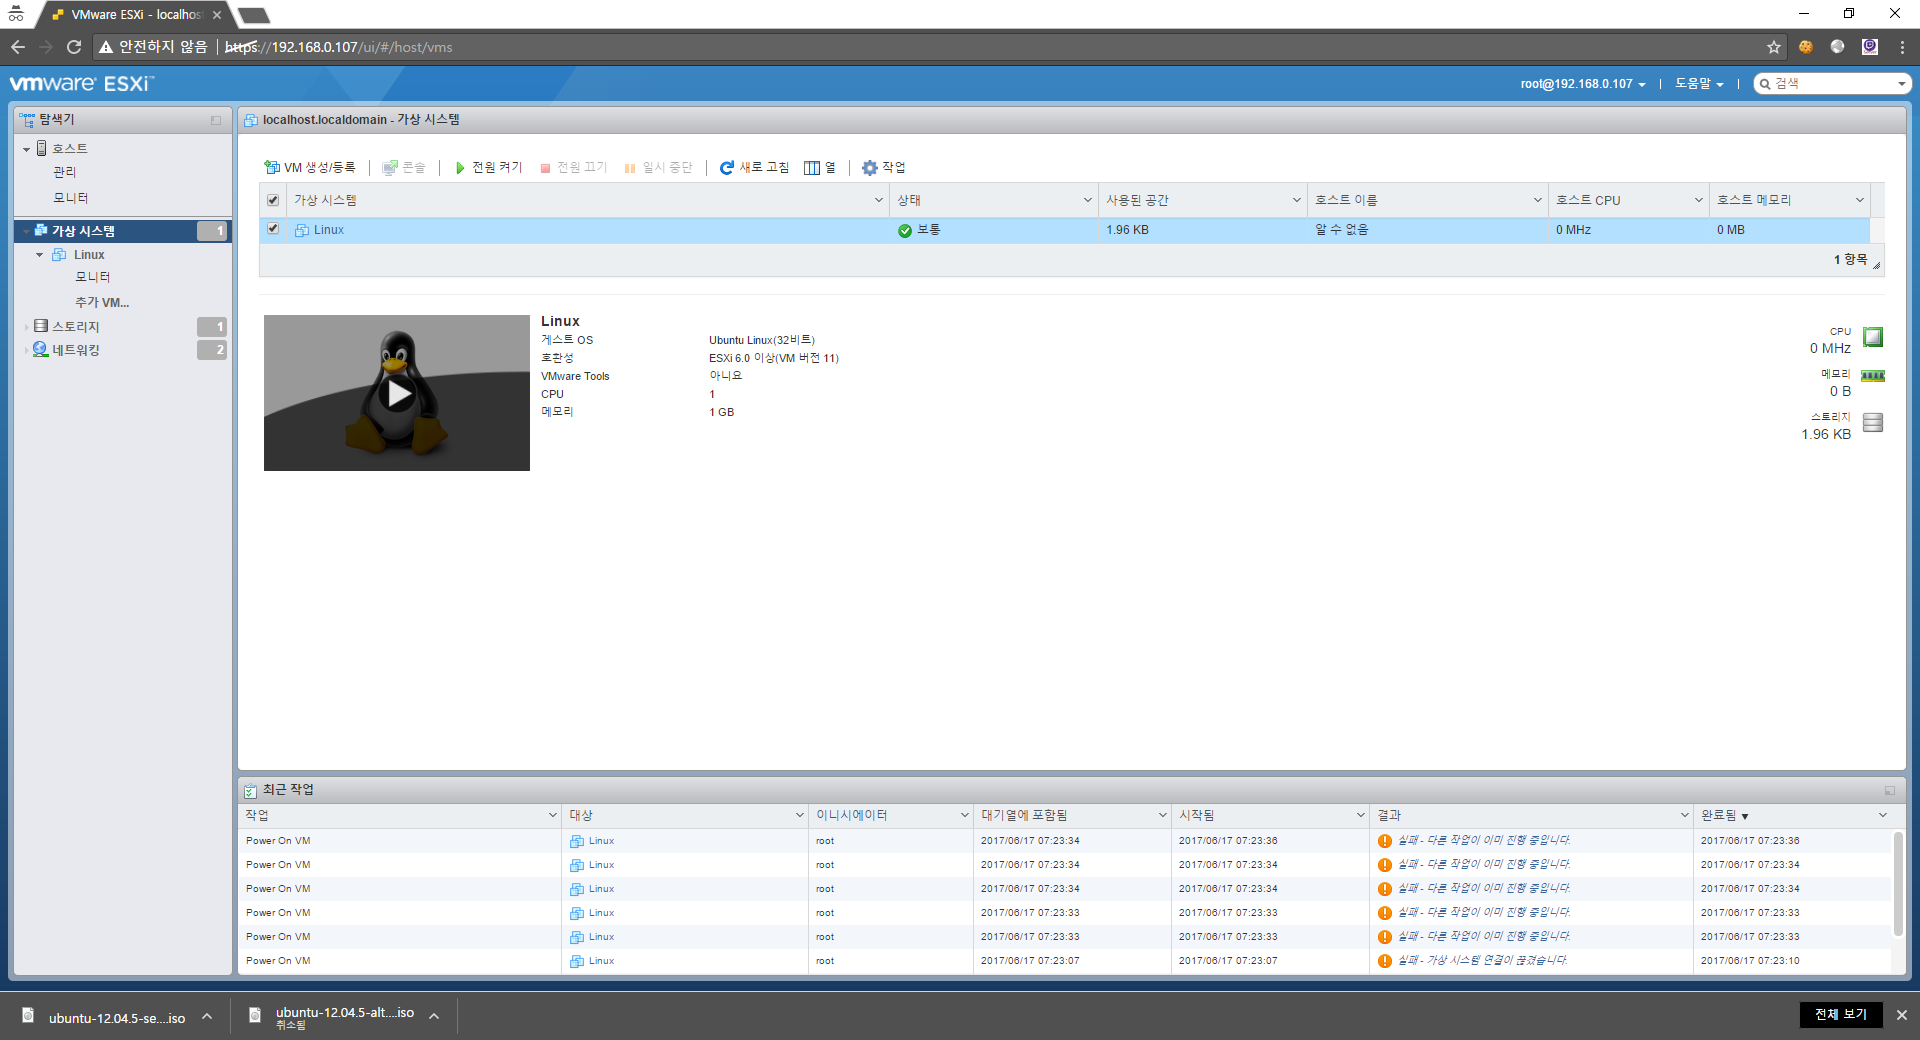 VMware ESXi - localhost
안전하지 않음 https://192.168.0.107/ui/#/host/vms
vmware ESXi™
root@192.168.0.107 | 도움말 | 검색
탐색기
호스트
관리
모니터
가상 시스템 1
Linux
모니터
추가 VM...
스토리지 1
네트워킹 2
localhost.localdomain - 가상 시스템
VM 생성/등록 | 콘솔 | 전원 켜기 전원 끄기 일시 중단 | 새로 고침 열 | 작업
가상 시스템 상태 사용된 공간 호스트 이름 호스트 CPU 호스트 메모리
Linux 보통 1.96 KB 알 수 없음 0 MHz 0 MB
1 항목
Linux
게스트 OS Ubuntu Linux(32비트)
호환성 ESXi 6.0 이상(VM 버전 11)
VMware Tools 아니요
CPU 1
메모리 1 GB
CPU
0 MHz
메모리
0 B
스토리지
1.96 KB
최근 작업
작업 대상 이니시에이터 대기열에 포함됨 시작됨 결과 완료됨
Power On VM Linux root 2017/06/17 07:23:34 2017/06/17 07:23:36 실패 - 다른 작업이 이미 진행 중입니다. 2017/06/17 07:23:36
Power On VM Linux root 2017/06/17 07:23:34 2017/06/17 07:23:34 실패 - 다른 작업이 이미 진행 중입니다. 2017/06/17 07:23:34
Power On VM Linux root 2017/06/17 07:23:34 2017/06/17 07:23:34 실패 - 다른 작업이 이미 진행 중입니다. 2017/06/17 07:23:34
Power On VM Linux root 2017/06/17 07:23:33 2017/06/17 07:23:33 실패 - 다른 작업이 이미 진행 중입니다. 2017/06/17 07:23:33
Power On VM Linux root 2017/06/17 07:23:33 2017/06/17 07:23:33 실패 - 다른 작업이 이미 진행 중입니다. 2017/06/17 07:23:33
Power On VM Linux root 2017/06/17 07:23:07 2017/06/17 07:23:07 실패 - 가상 시스템 연결이 끊겼습니다. 2017/06/17 07:23:10
ubuntu-12.04.5-se....iso
ubuntu-12.04.5-alt....iso
취소됨
전체 보기